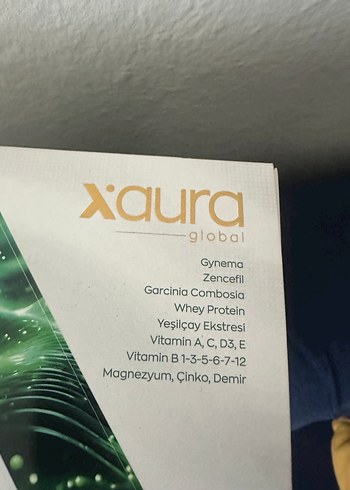 xaura
global
Gynema
Zencefil
Garcinia Combosia
Whey Protein
Yeşilçay Ekstresi
Vitamin A, C, D3, E
Vitamin B 1-3-5-6-7-12
Magnezyum, Çinko, Demir